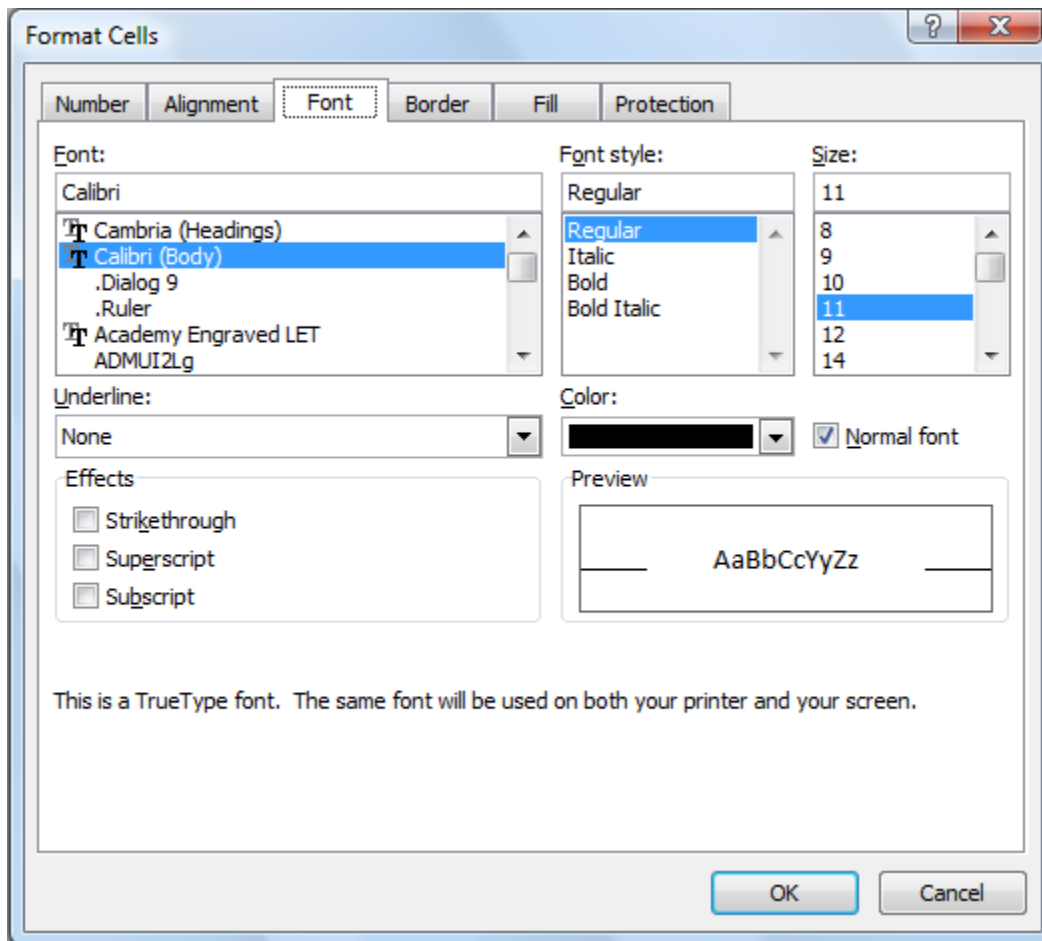 Format Cells
Number Alignment Font Border Fill Protection
Font: Font style: Size:
Calibri Regular 11
Cambria (Headings) Regular 8
Calibri (Body) Italic 9
.Dialog 9 Bold 10
.Ruler Bold Italic 11
Academy Engraved LET 12
ADMUI2Lg 14
Underline: Color:
None Normal font
Effects Preview
Strikethrough
Superscript AaBbCcYyZz
Subscript
This is a TrueType font. The same font will be used on both your printer and your screen.
OK Cancel